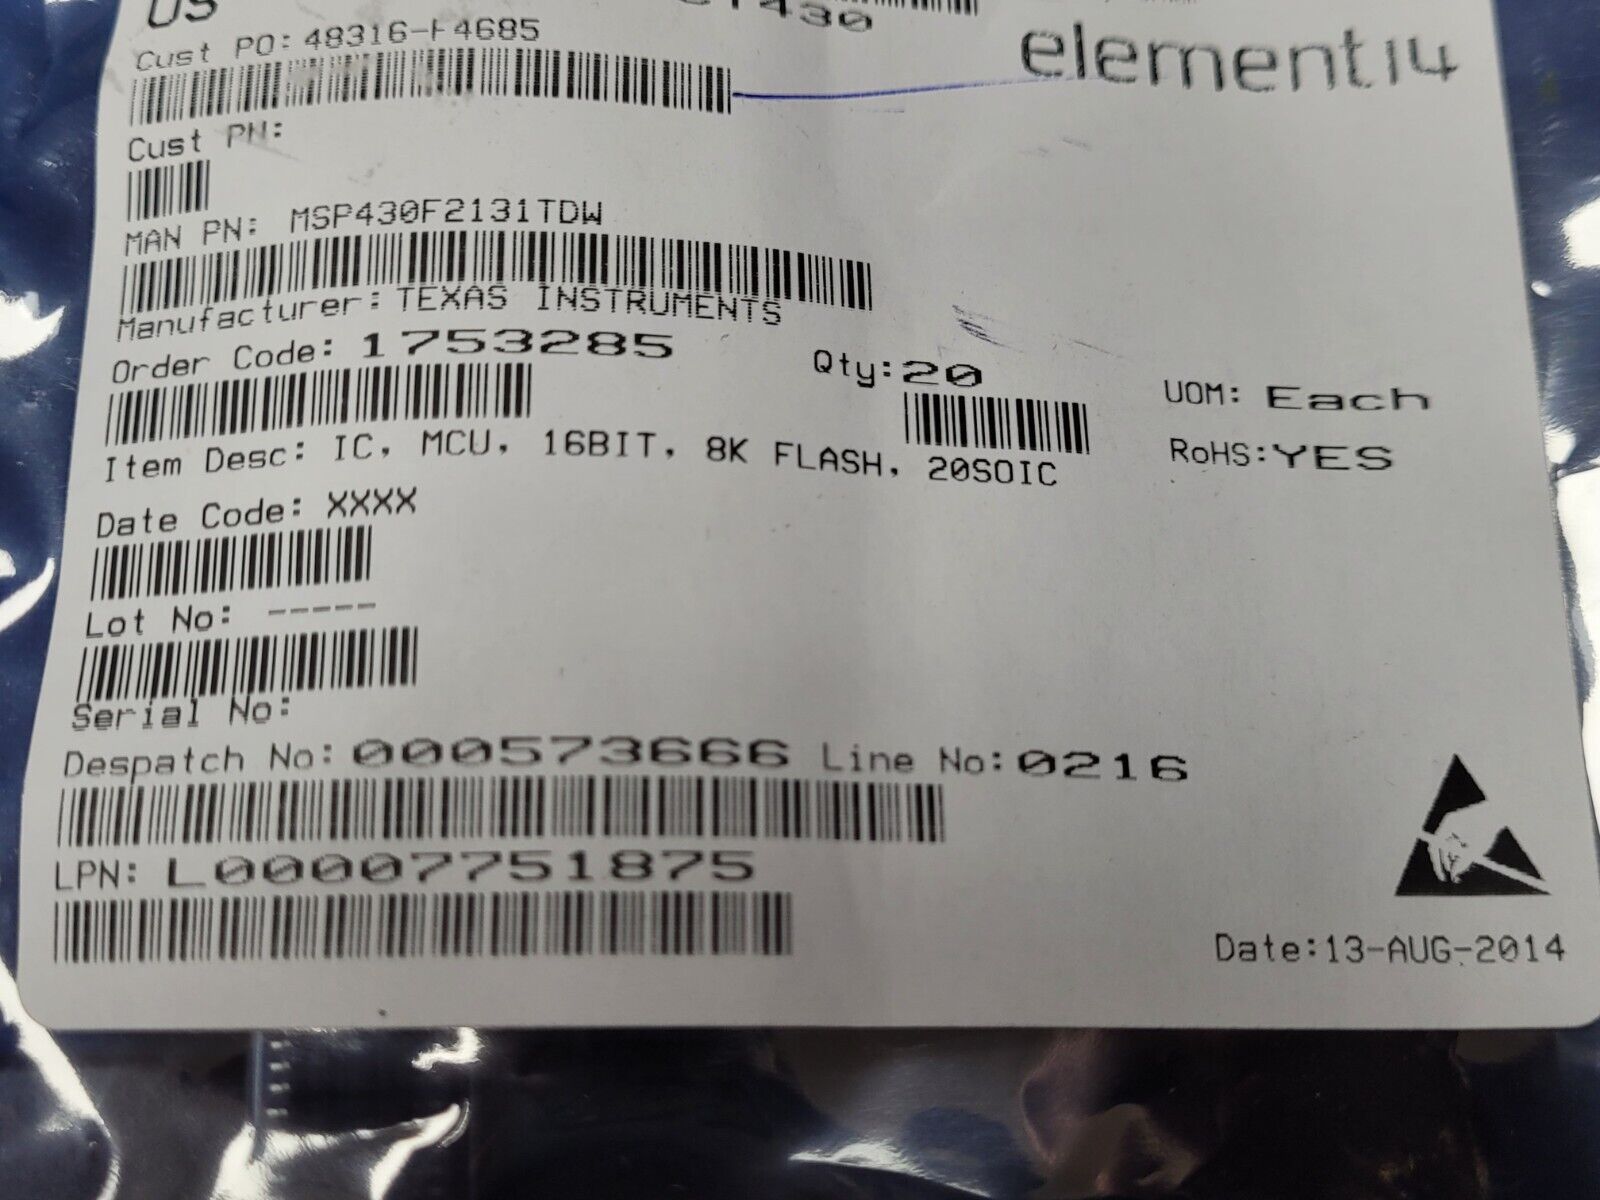 US
element14
Cust PO: 48316-F4685
Cust PN:
MAN PN: MSP430F2131TDW
Manufacturer: TEXAS INSTRUMENTS
Order Code: 1753285
Qty: 20
UOM: Each
Item Desc: IC, MCU, 16BIT, 8K FLASH, 20SOIC
RoHS: YES
Date Code: XXXX
Lot No: -----
Serial No:
Despatch No: 000573666 Line No: 0216
LPN: L00007751875
Date:13-AUG-2014